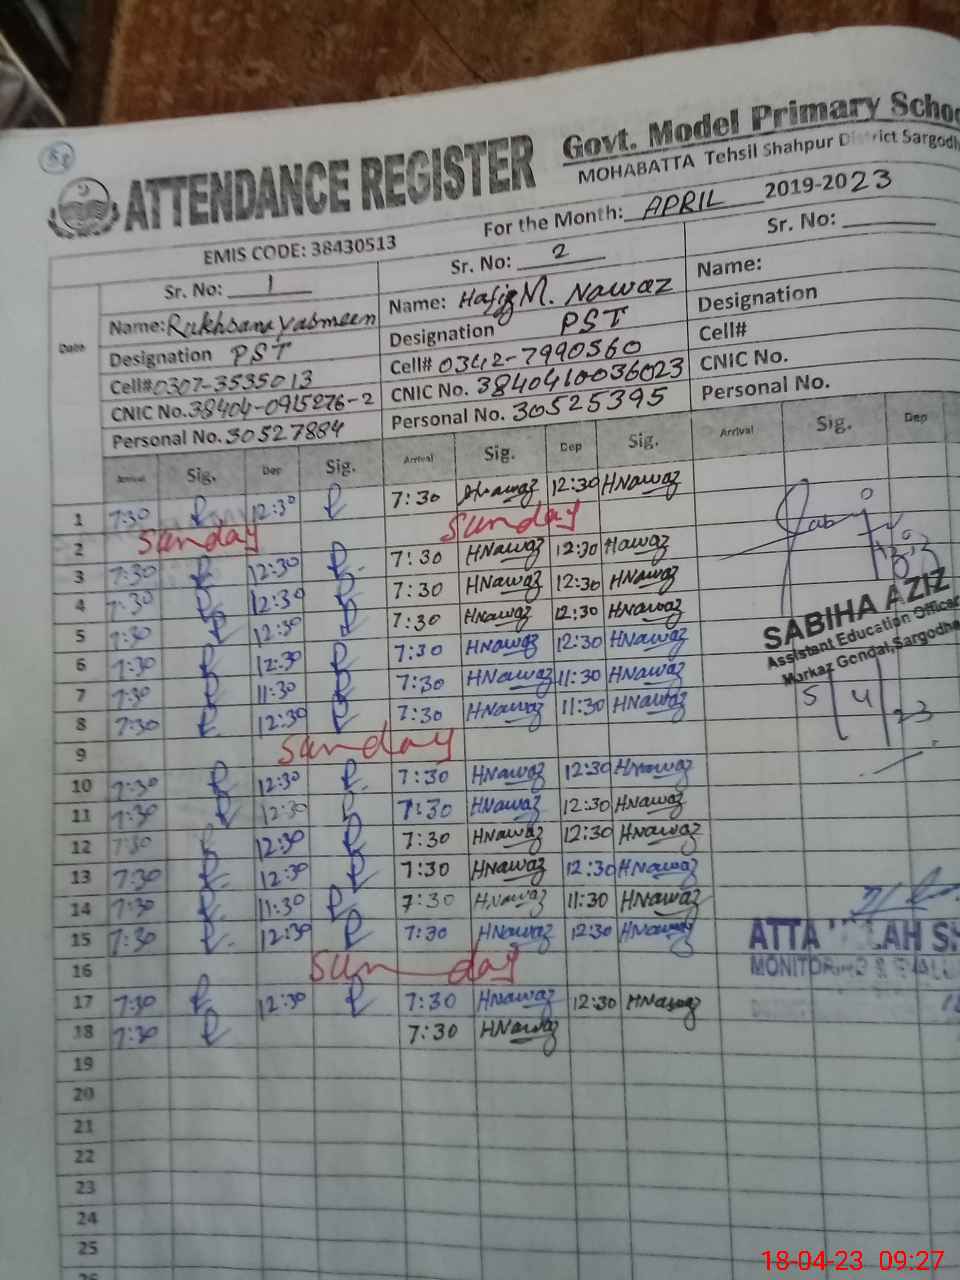 ATTENDANCE REGISTER
Govt. Model Primary Schoo
MOHABATTA Tehsil Shahpur District Sargodh
EMIS CODE: 38430513
For the Month: APRIL 2019-2023
Date
Sr. No: 1
Sr. No: 2
Sr. No:
Name: Rukhsana Yasmeen
Name: Hafiz M. Nawaz
Name:
Designation PST
Designation PST
Designation
Cell# 0307-3535013
Cell# 0342-7990560
Cell#
CNIC No. 38404-0915276-2
CNIC No. 3840410036023
CNIC No.
Personal No. 30527884
Personal No. 30525395
Personal No.
Arrival Sig. Dep Sig. Arrival Sig. Dep Sig. Arrival Sig. Dep
1 7:30 R 12:30 R 7:30 HNawaz 12:30 HNawaz
2 Sunday Sunday
3 7:30 R 12:30 R 7:30 HNawaz 12:30 Hawaz
4 7:30 R 12:30 R 7:30 HNawaz 12:30 HNawaz
5 7:30 R 12:30 R 7:30 HNawaz 12:30 HNawaz
6 7:30 R 12:30 R 7:30 HNawaz 12:30 HNawaz
7 7:30 R 11:30 R 7:30 HNawaz 11:30 HNawaz
8 7:30 R 12:30 R 7:30 HNawaz 11:30 HNawaz
9 Sunday
10 7:30 R 12:30 R 7:30 HNawaz 12:30 HNawaz
11 7:30 R 12:30 R 7:30 HNawaz 12:30 HNawaz
12 7:30 R 12:30 R 7:30 HNawaz 12:30 HNawaz
13 7:30 R 12:30 R 7:30 HNawaz 12:30 HNawaz
14 7:30 R 11:30 R 7:30 HNawaz 11:30 HNawaz
15 7:30 R 12:30 R 7:30 HNawaz 12:30 HNawaz
16 Sunday
17 7:30 R 12:30 R 7:30 HNawaz 12:30 HNawaz
18 7:30 R 7:30 HNawaz
19
20
21
22
23
24
25
SABIHA AZIZ
Assistant Education Officer
Markaz Gondal, Sargodha
5/4/23
ATTA
LAH SH
MONITORING & EVALU
18-04-23 09:27